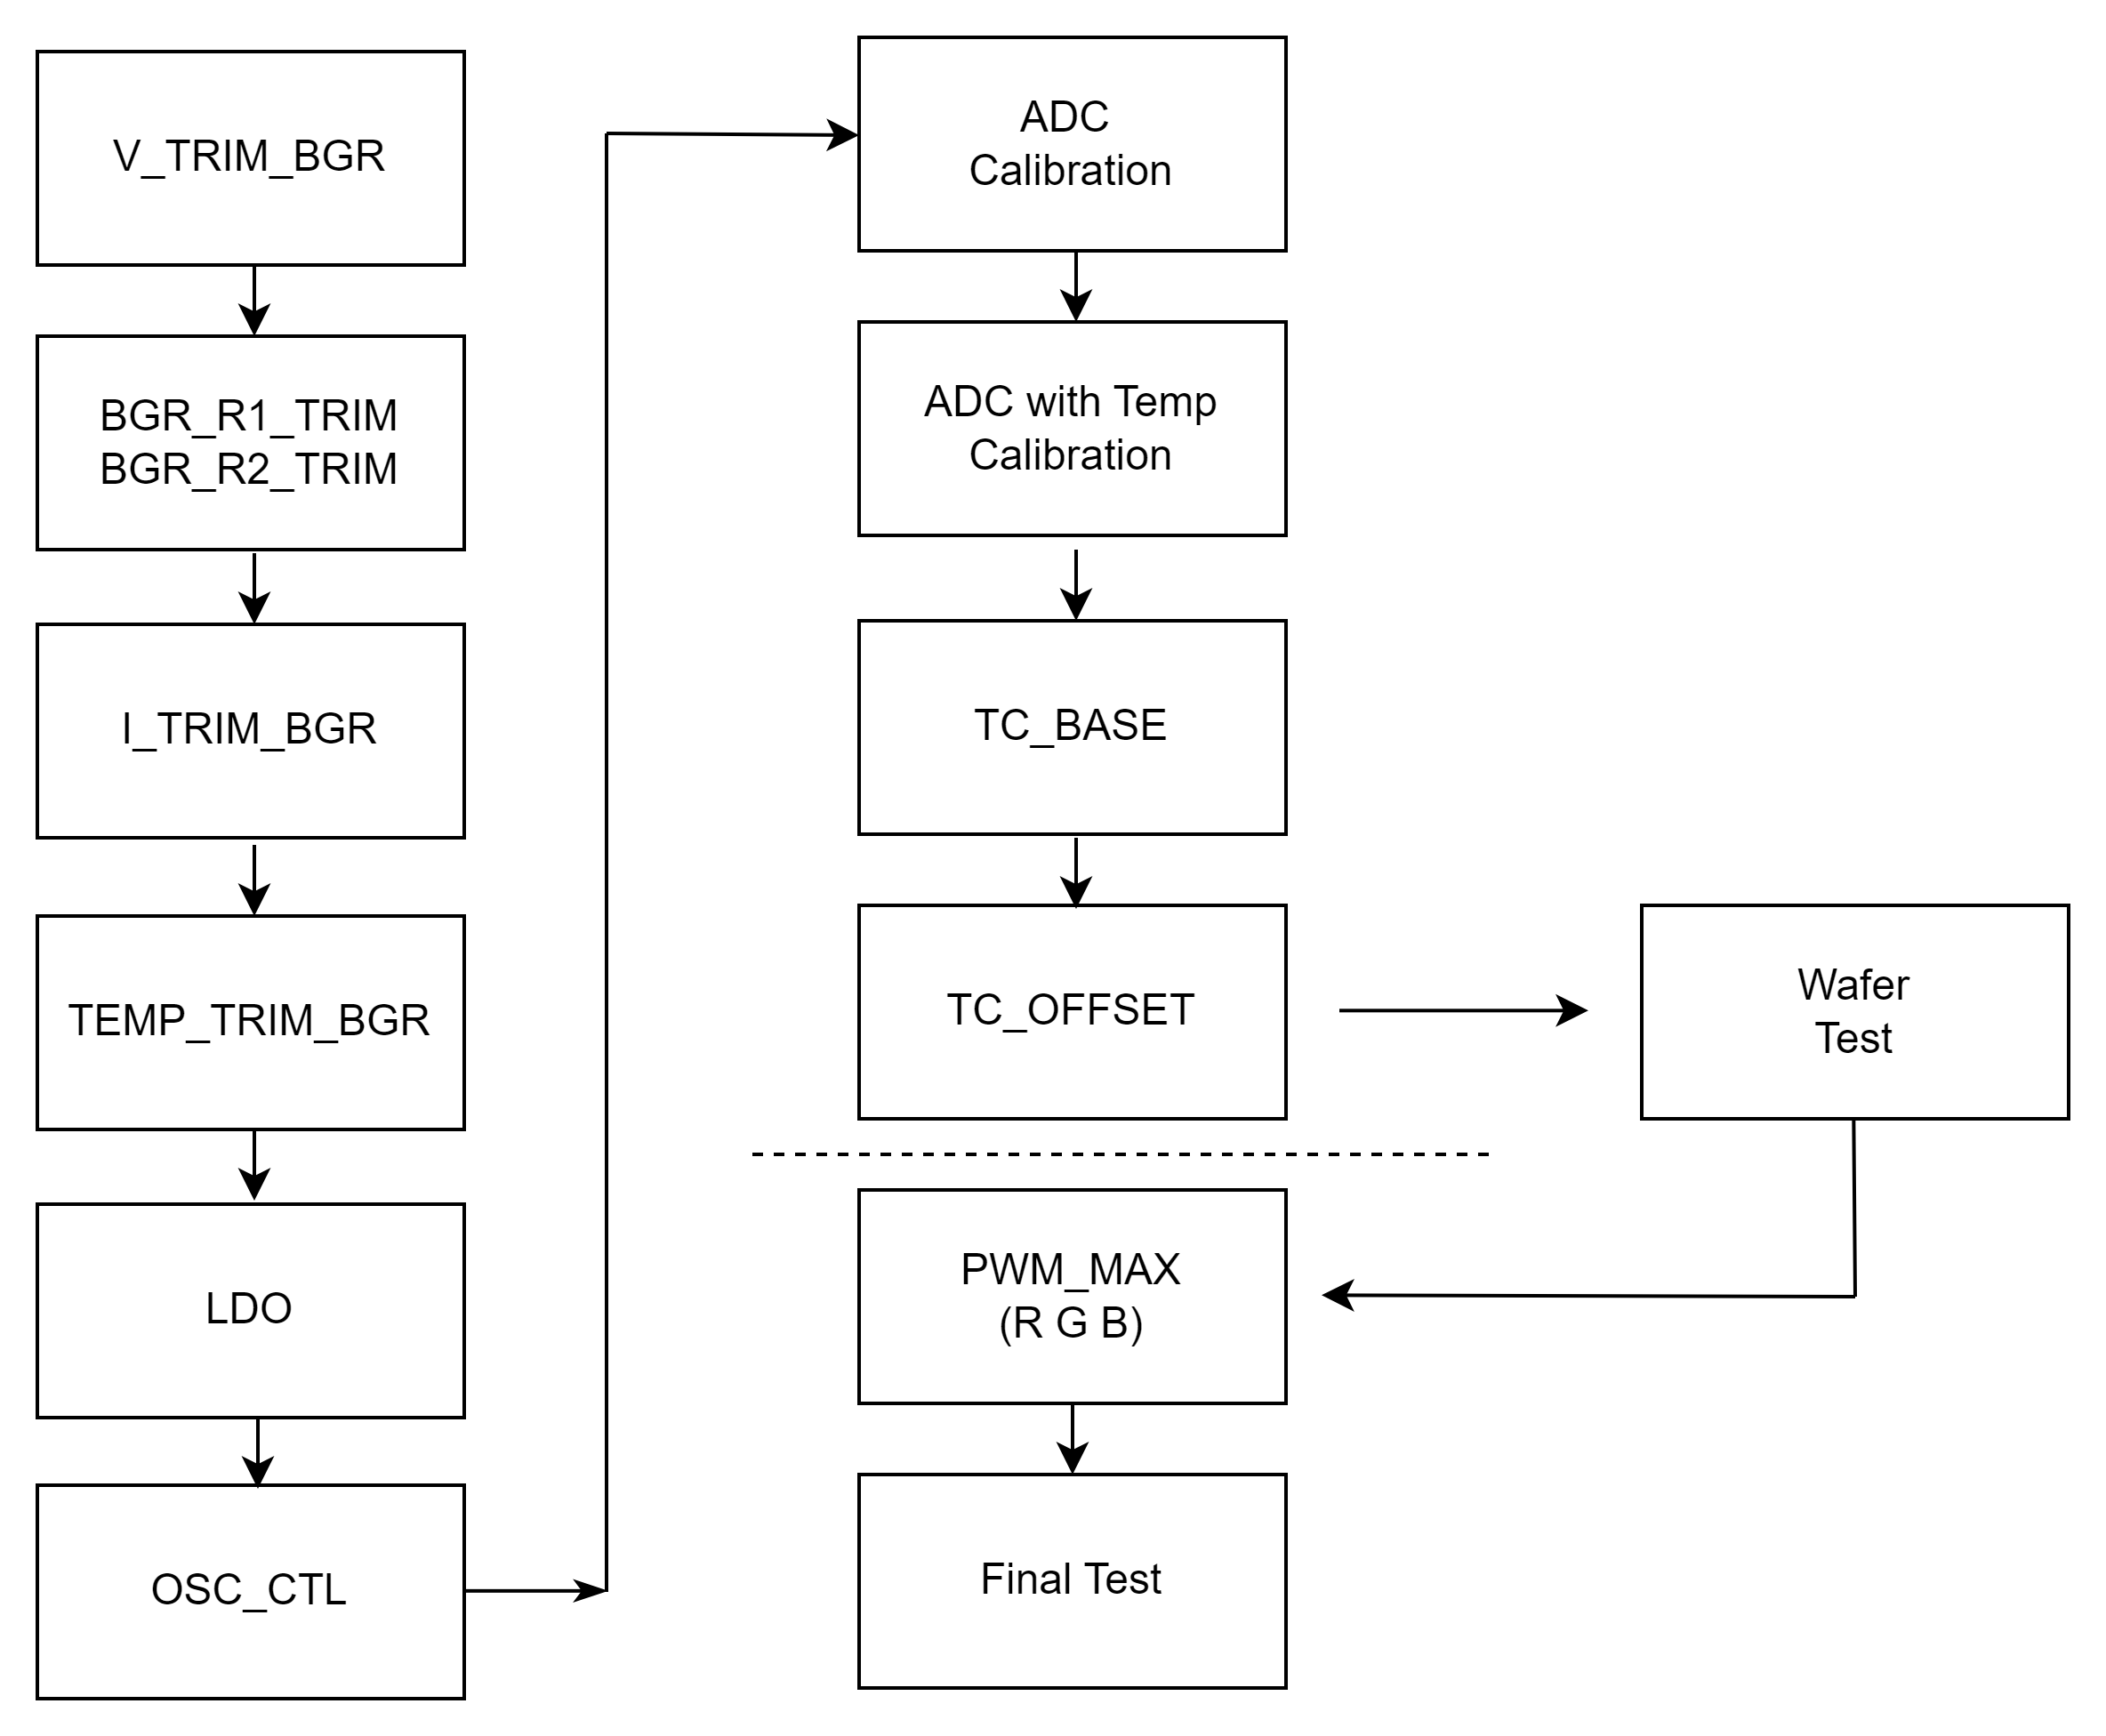 V_TRIM_BGR
BGR_R1_TRIM
BGR_R2_TRIM
I_TRIM_BGR
TEMP_TRIM_BGR
LDO
OSC_CTL
ADC
Calibration
ADC with Temp
Calibration
TC_BASE
TC_OFFSET
Wafer
Test
PWM_MAX
(R G B)
Final Test